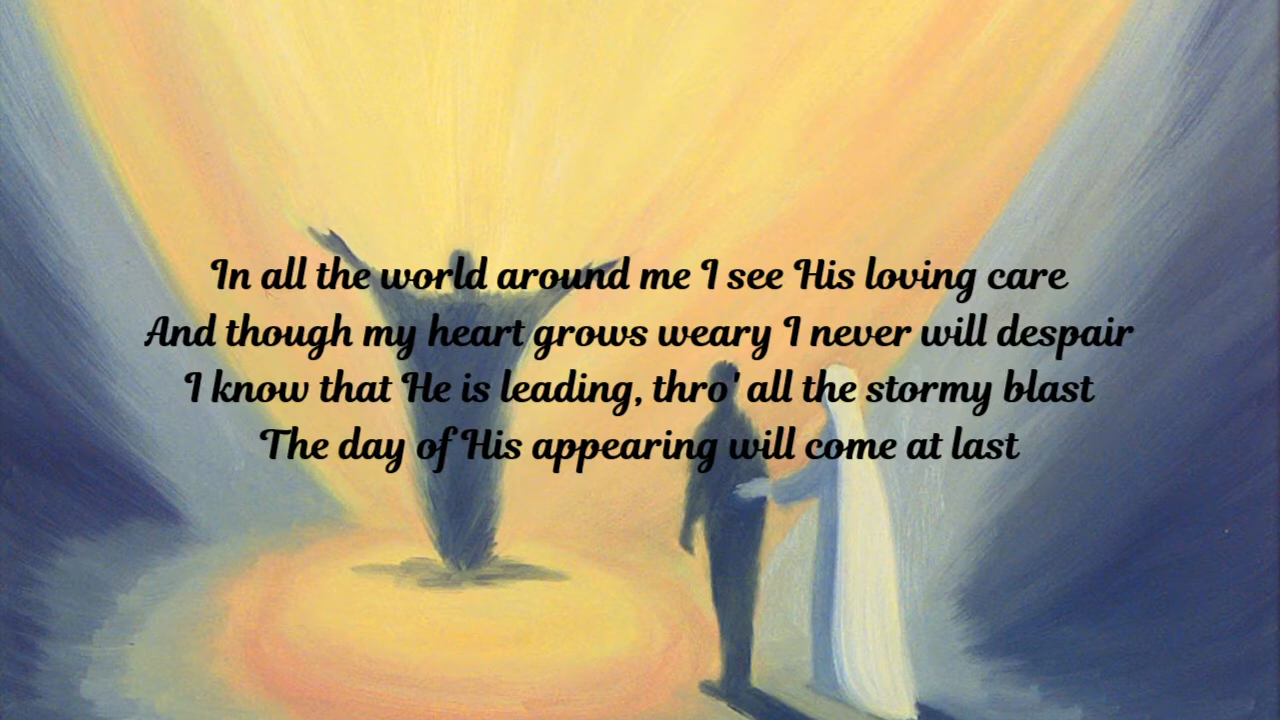 In all the world around me I see His loving care
And though my heart grows weary I never will despair
I know that He is leading, thro' all the stormy blast
The day of His appearing will come at last